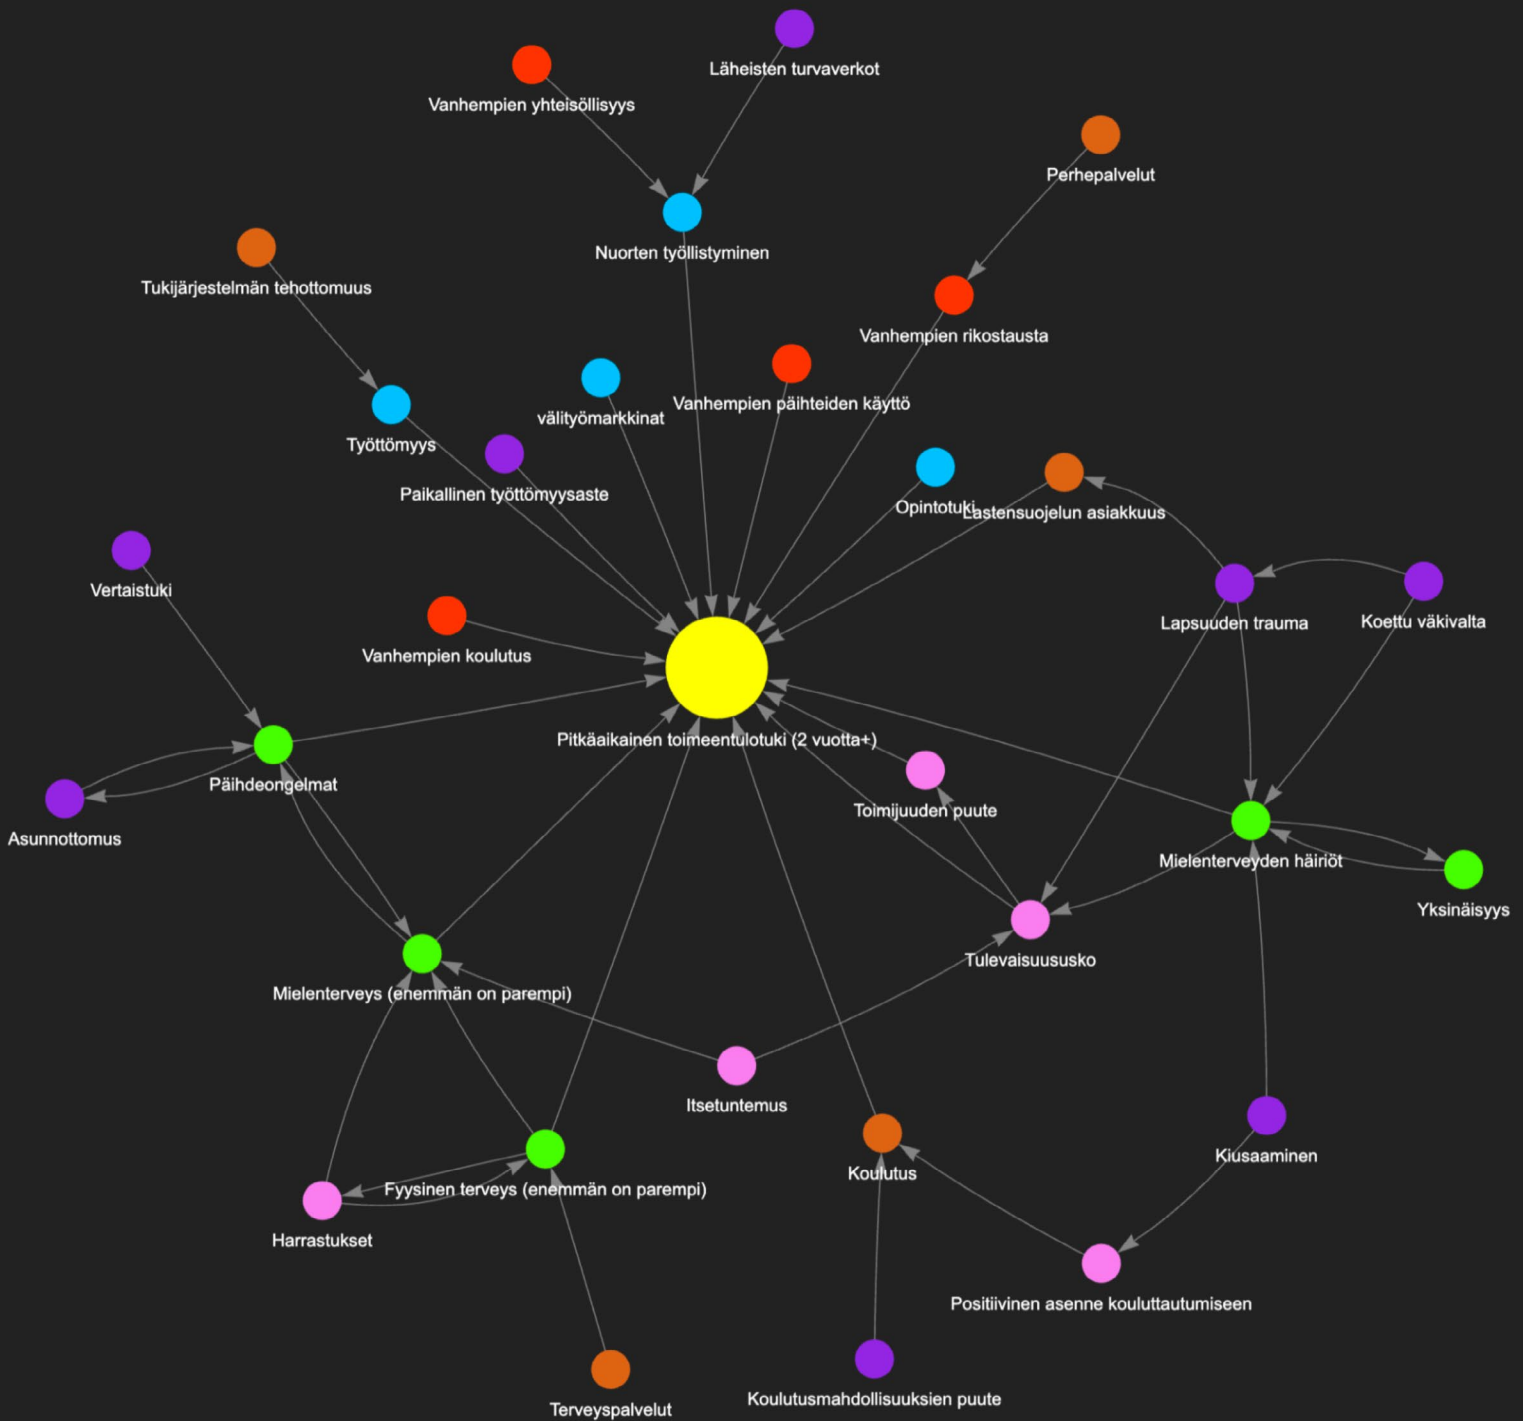 Läheisten turvaverkot
Vanhempien yhteisöllisyys
Perhepalvelut
Nuorten työllistyminen
Tukijärjestelmän tehottomuus
Vanhempien rikostausta
Vanhempien päihteiden käyttö
välityömarkkinat
Työttömyys
Paikallinen työttömyysaste
Opintotuki
Lastensuojelun asiakkuus
Vertaistuki
Lapsuuden trauma
Koettu väkivalta
Vanhempien koulutus
Pitkäaikainen toimeentulotuki (2 vuotta+)
Päihdeongelmat
Toimijuuden puute
Asunnottomus
Mielenterveyden häiriöt
Yksinäisyys
Tulevaisuususko
Mielenterveys (enemmän on parempi)
Itsetuntemus
Kiusaaminen
Koulutus
Fyysinen terveys (enemmän on parempi)
Harrastukset
Positiivinen asenne kouluttautumiseen
Koulutusmahdollisuuksien puute
Terveyspalvelut